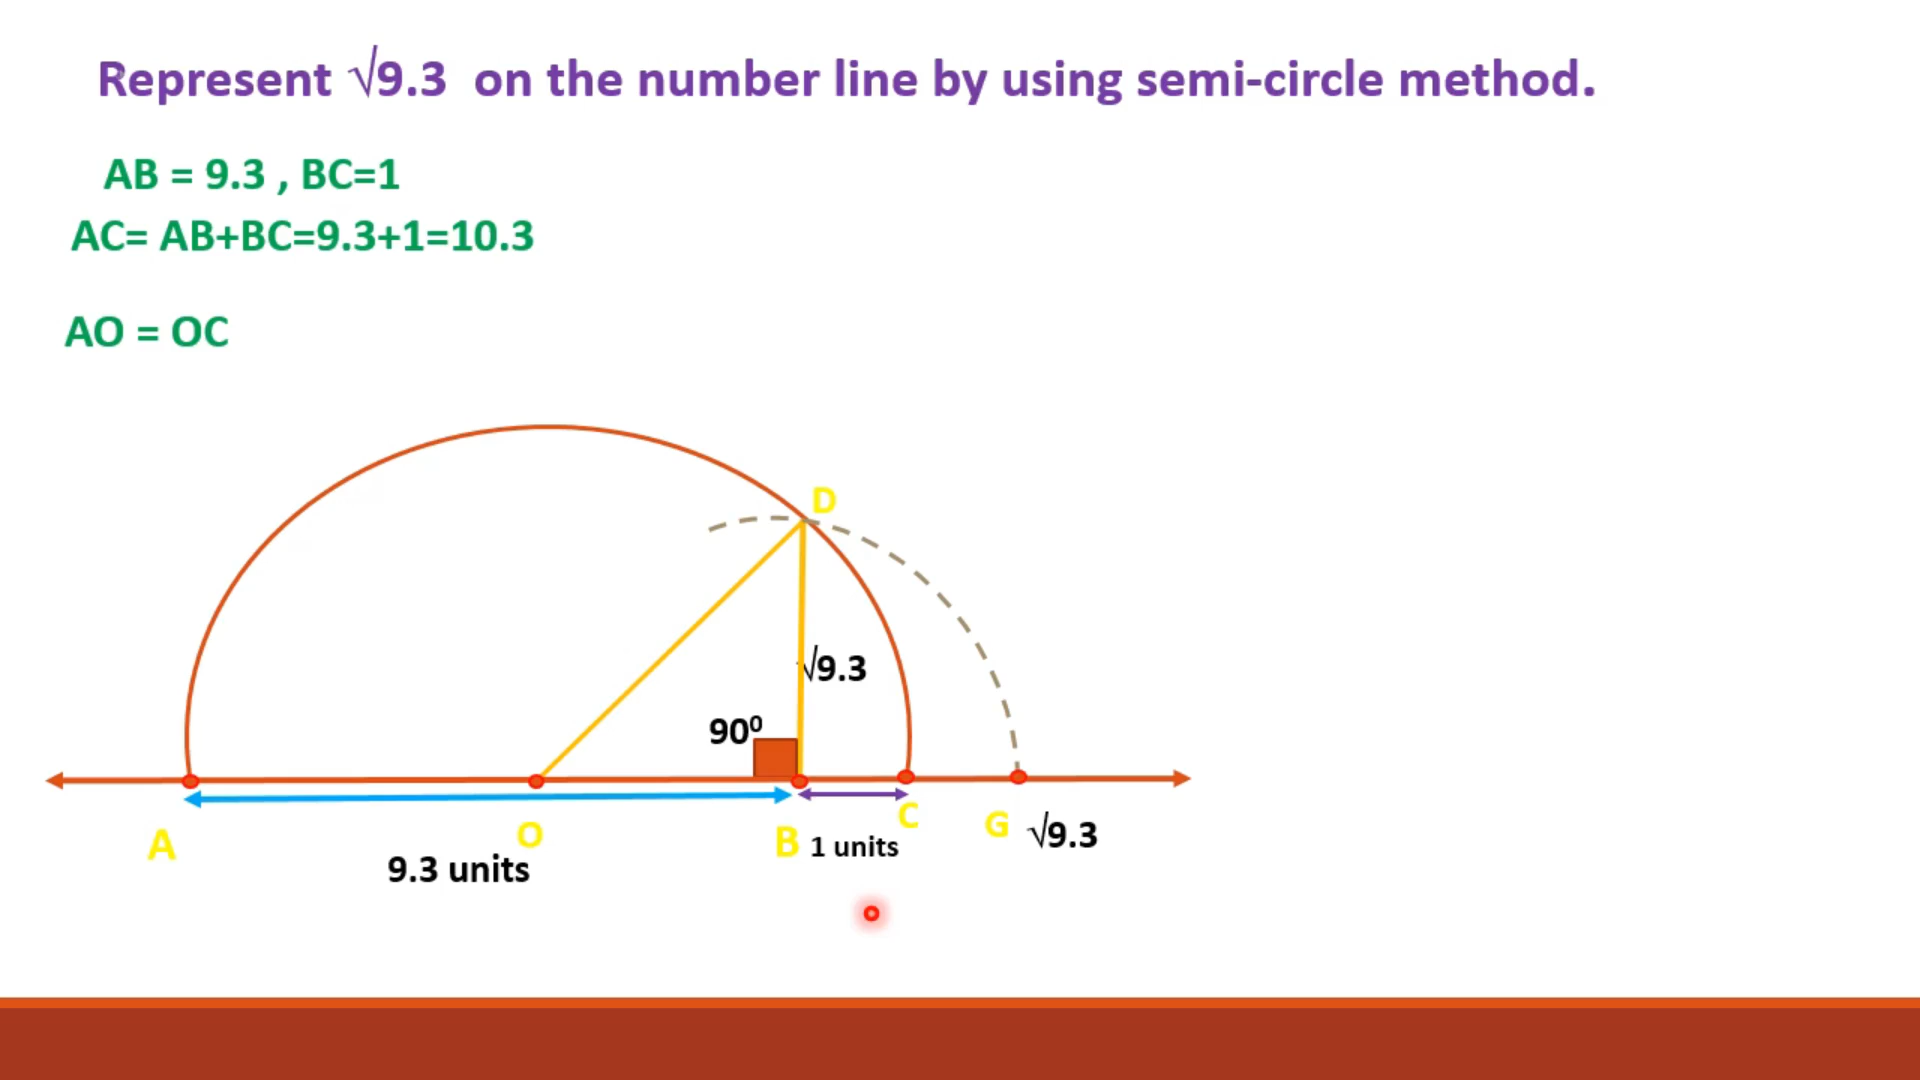 Represent √9.3 on the number line by using semi-circle method.
AB = 9.3 , BC=1
AC= AB+BC=9.3+1=10.3
AO = OC
D
√9.3
90⁰
A
O
B
C
G
√9.3
9.3 units
1 units